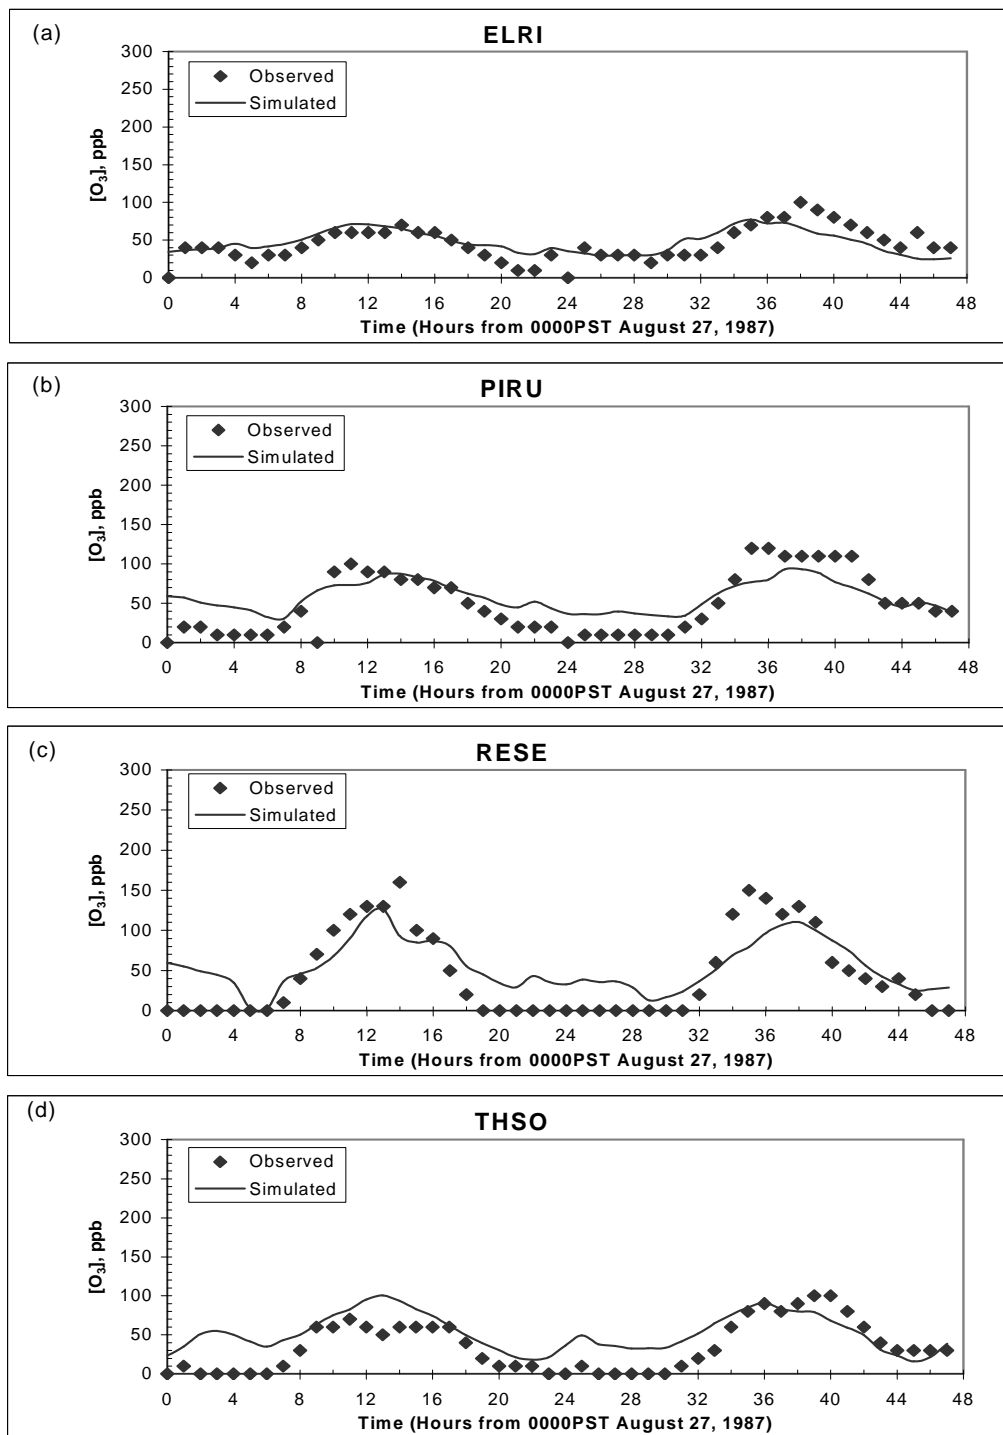 (a)
ELRI
300
250
200
150
100
50
0
[O₃], ppb
Observed
Simulated
0 4 8 12 16 20 24 28 32 36 40 44 48
Time (Hours from 0000PST August 27, 1987)
(b)
PIRU
300
250
200
150
100
50
0
[O₃], ppb
Observed
Simulated
0 4 8 12 16 20 24 28 32 36 40 44 48
Time (Hours from 0000PST August 27, 1987)
(c)
RESE
300
250
200
150
100
50
0
[O₃], ppb
Observed
Simulated
0 4 8 12 16 20 24 28 32 36 40 44 48
Time (Hours from 0000PST August 27, 1987)
(d)
THSO
300
250
200
150
100
50
0
[O₃], ppb
Observed
Simulated
0 4 8 12 16 20 24 28 32 36 40 44 48
Time (Hours from 0000PST August 27, 1987)